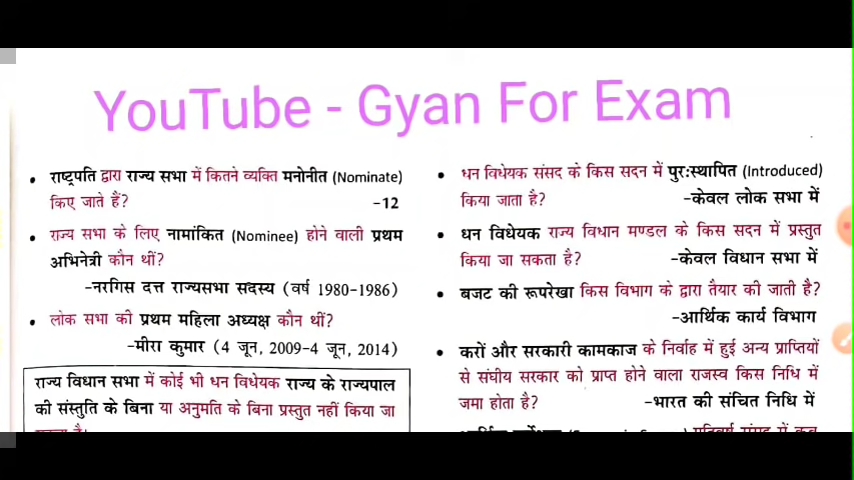 YouTube - Gyan For Exam
• राष्ट्रपति द्वारा राज्य सभा में कितने व्यक्ति मनोनीत (Nominate)
किए जाते हैं? -12
• राज्य सभा के लिए नामांकित (Nominee) होने वाली प्रथम
अभिनेत्री कौन थीं?
-नरगिस दत्त राज्यसभा सदस्य (वर्ष 1980-1986)
• लोक सभा की प्रथम महिला अध्यक्ष कौन थीं?
-मीरा कुमार (4 जून, 2009-4 जून, 2014)
राज्य विधान सभा में कोई भी धन विधेयक राज्य के राज्यपाल
की संस्तुति के बिना या अनुमति के बिना प्रस्तुत नहीं किया जा
• धन विधेयक संसद के किस सदन में पुर:स्थापित (Introduced)
किया जाता है? -केवल लोक सभा में
• धन विधेयक राज्य विधान मण्डल के किस सदन में प्रस्तुत
किया जा सकता है? -केवल विधान सभा में
• बजट की रूपरेखा किस विभाग के द्वारा तैयार की जाती है?
-आर्थिक कार्य विभाग
• करों और सरकारी कामकाज के निर्वाह में हुई अन्य प्राप्तियों
से संघीय सरकार को प्राप्त होने वाला राजस्व किस निधि में
जमा होता है? -भारत की संचित निधि में